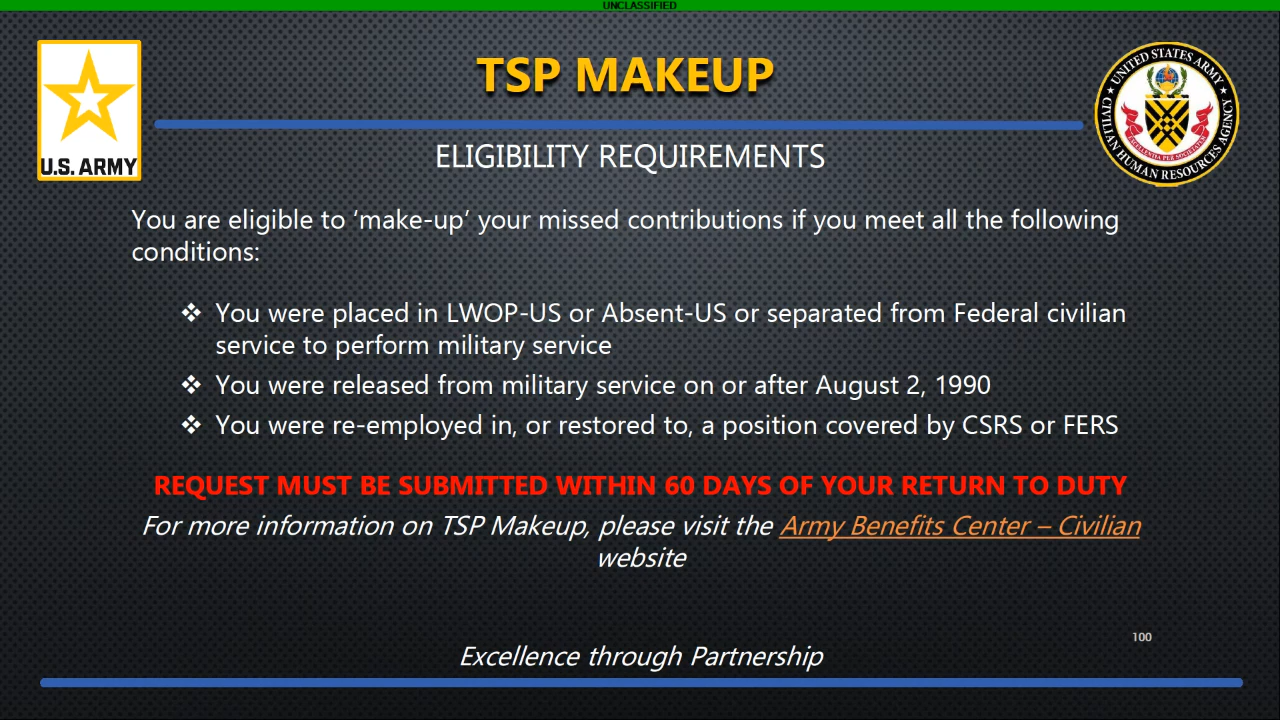 UNCLASSIFIED
TSP MAKEUP
U.S. ARMY
UNITED STATES ARMY
CIVILIAN HUMAN RESOURCES AGENCY
ELIGIBILITY REQUIREMENTS
You are eligible to ‘make-up’ your missed contributions if you meet all the following
conditions:
❖ You were placed in LWOP-US or Absent-US or separated from Federal civilian
service to perform military service
❖ You were released from military service on or after August 2, 1990
❖ You were re-employed in, or restored to, a position covered by CSRS or FERS
REQUEST MUST BE SUBMITTED WITHIN 60 DAYS OF YOUR RETURN TO DUTY
For more information on TSP Makeup, please visit the Army Benefits Center – Civilian
website
100
Excellence through Partnership